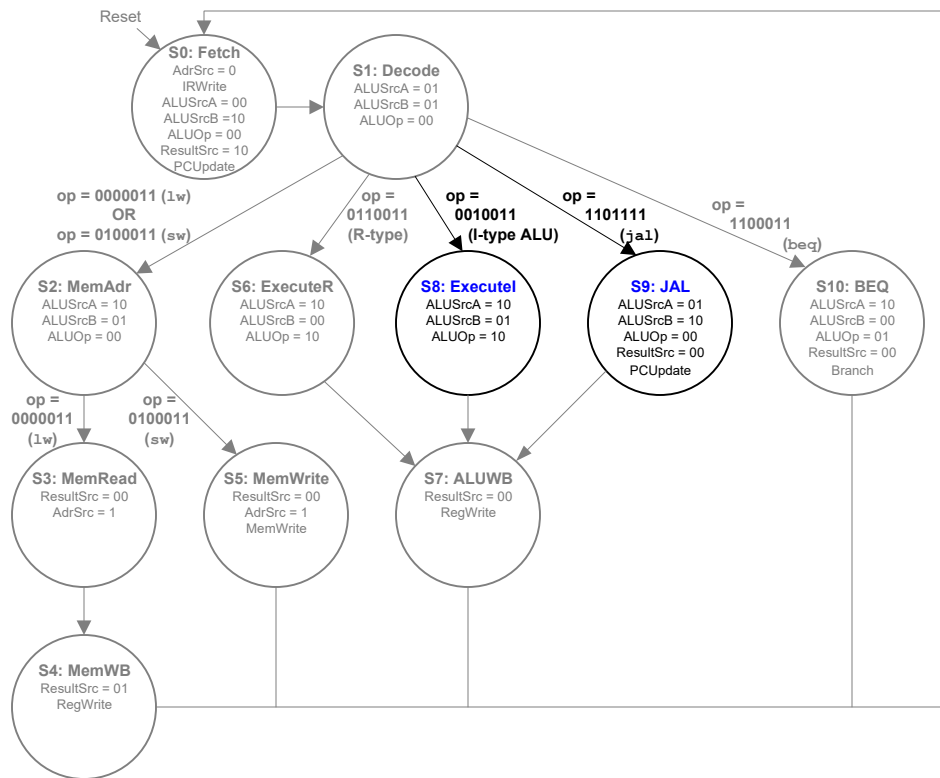 Reset
S0: Fetch
AdrSrc = 0
IRWrite
ALUSrcA = 00
ALUSrcB =10
ALUOp = 00
ResultSrc = 10
PCUpdate
S1: Decode
ALUSrcA = 01
ALUSrcB = 01
ALUOp = 00
op = 0000011 (lw)
OR
op = 0100011 (sw)
op =
0110011
(R-type)
op =
0010011
(I-type ALU)
op =
1101111
(jal)
op =
1100011
(beq)
S2: MemAdr
ALUSrcA = 10
ALUSrcB = 01
ALUOp = 00
S6: ExecuteR
ALUSrcA = 10
ALUSrcB = 00
ALUOp = 10
S8: ExecuteI
ALUSrcA = 10
ALUSrcB = 01
ALUOp = 10
S9: JAL
ALUSrcA = 01
ALUSrcB = 10
ALUOp = 00
ResultSrc = 00
PCUpdate
S10: BEQ
ALUSrcA = 10
ALUSrcB = 00
ALUOp = 01
ResultSrc = 00
Branch
op =
0000011
(lw)
op =
0100011
(sw)
S3: MemRead
ResultSrc = 00
AdrSrc = 1
S5: MemWrite
ResultSrc = 00
AdrSrc = 1
MemWrite
S7: ALUWB
ResultSrc = 00
RegWrite
S4: MemWB
ResultSrc = 01
RegWrite